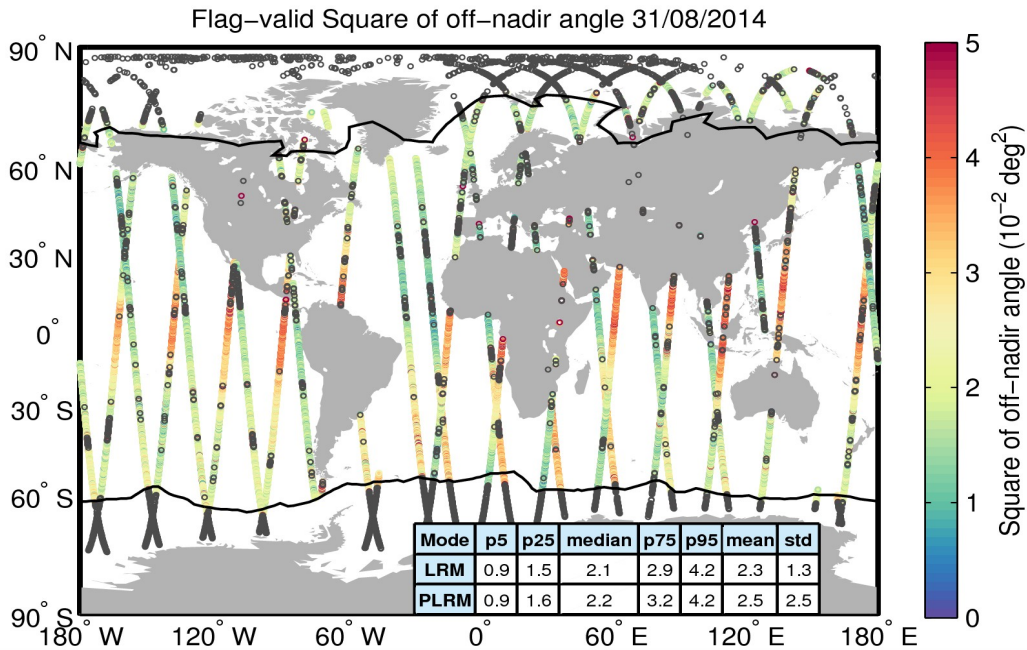 Flag−valid Square of off−nadir angle 31/08/2014
90° N
60° N
30° N
0°
30° S
60° S
90° S
180° W
120° W
60° W
0°
60° E
120° E
180° E
Mode p5 p25 median p75 p95 mean std
LRM 0.9 1.5 2.1 2.9 4.2 2.3 1.3
PLRM 0.9 1.6 2.2 3.2 4.2 2.5 2.5
5
4
3
2
1
0
Square of off−nadir angle (10⁻² deg²)